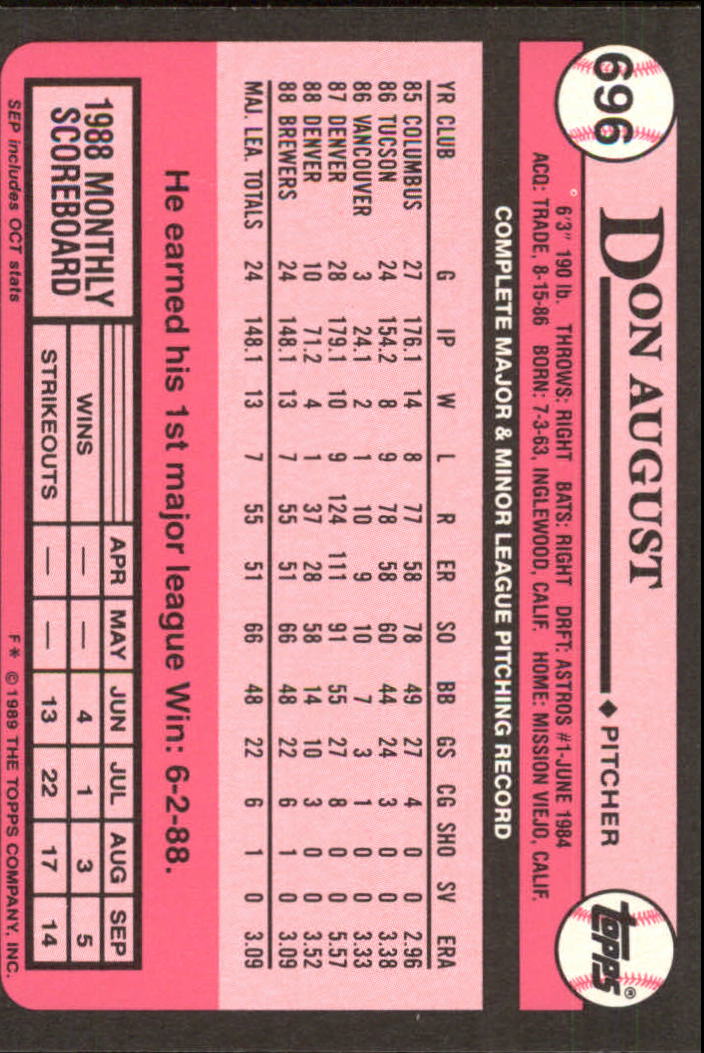 696
DON AUGUST
◆ PITCHER
topps®
6'3" 190 lb. THROWS: RIGHT BATS: RIGHT DRFT: ASTROS #1-JUNE 1984
ACQ: TRADE, 8-15-86 BORN: 7-3-63, INGLEWOOD, CALIF. HOME: MISSION VIEJO, CALIF.
COMPLETE MAJOR & MINOR LEAGUE PITCHING RECORD
YR CLUB G IP W L R ER SO BB GS CG SHO SV ERA
85 COLUMBUS 27 176.1 14 8 77 58 78 49 27 4 0 0 2.96
86 TUCSON 24 154.2 8 9 78 58 60 44 24 3 0 0 3.38
86 VANCOUVER 3 24.1 2 1 10 9 10 7 3 1 0 0 3.33
87 DENVER 28 179.1 10 9 124 111 91 55 27 8 0 0 5.57
88 DENVER 10 71.2 4 1 37 28 58 14 10 3 0 0 3.52
88 BREWERS 24 148.1 13 7 55 51 66 48 22 6 1 0 3.09
MAJ. LEA. TOTALS 24 148.1 13 7 55 51 66 48 22 6 1 0 3.09
He earned his 1st major league Win: 6-2-88.
1988 MONTHLY
SCOREBOARD
APR MAY JUN JUL AUG SEP
WINS — — 4 1 3 5
STRIKEOUTS — — 13 22 17 14
SEP includes OCT stats
F* © 1989 THE TOPPS COMPANY, INC.